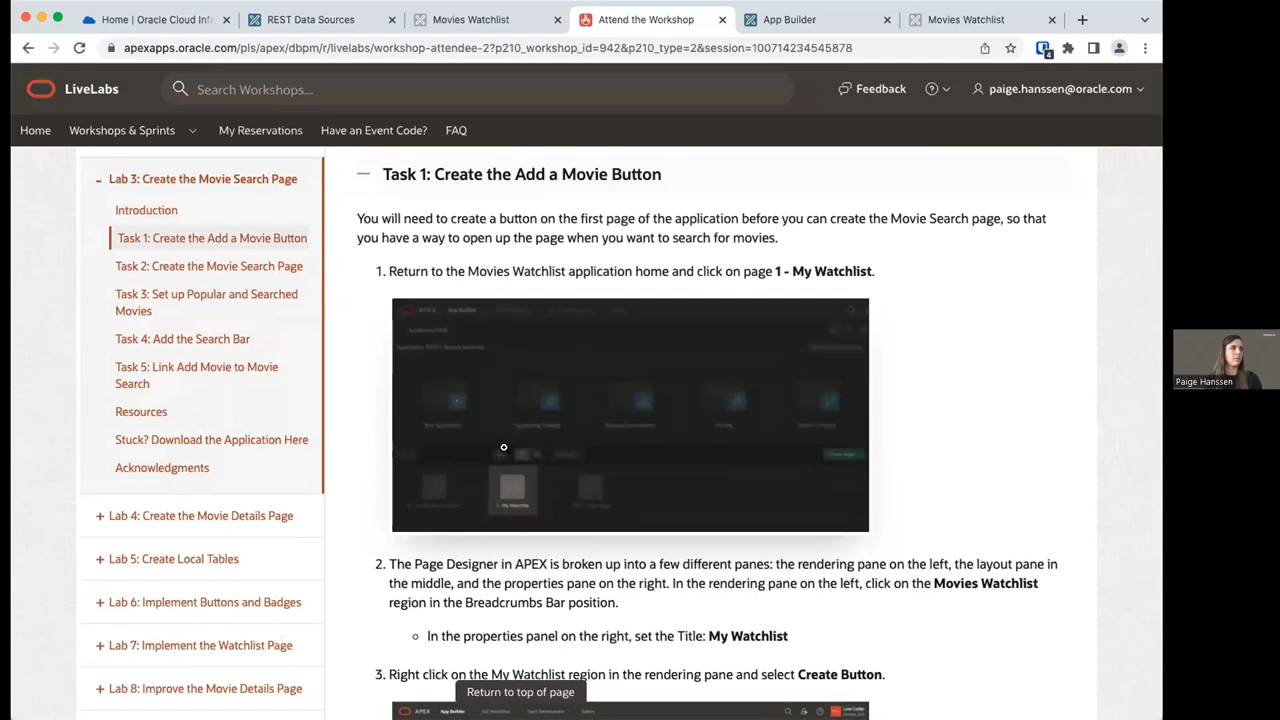 Home | Oracle Cloud Infr
REST Data Sources
Movies Watchlist
Attend the Workshop
App Builder
Movies Watchlist
apexapps.oracle.com/pls/apex/dbpm/r/livelabs/workshop-attendee-2?p210_workshop_id=942&p210_type=2&session=100714234545878
LiveLabs
Search Workshops...
Feedback
paige.hanssen@oracle.com
Home
Workshops & Sprints
My Reservations
Have an Event Code?
FAQ
Lab 3: Create the Movie Search Page
Introduction
Task 1: Create the Add a Movie Button
Task 2: Create the Movie Search Page
Task 3: Set up Popular and Searched
Movies
Task 4: Add the Search Bar
Task 5: Link Add Movie to Movie
Search
Resources
Stuck? Download the Application Here
Acknowledgments
Lab 4: Create the Movie Details Page
Lab 5: Create Local Tables
Lab 6: Implement Buttons and Badges
Lab 7: Implement the Watchlist Page
Lab 8: Improve the Movie Details Page
Task 1: Create the Add a Movie Button
You will need to create a button on the first page of the application before you can create the Movie Search page, so that
you have a way to open up the page when you want to search for movies.
1. Return to the Movies Watchlist application home and click on page 1 - My Watchlist.
APEX App Builder
1 - My Watchlist
2. The Page Designer in APEX is broken up into a few different panes: the rendering pane on the left, the layout pane in
the middle, and the properties pane on the right. In the rendering pane on the left, click on the Movies Watchlist
region in the Breadcrumbs Bar position.
In the properties panel on the right, set the Title: My Watchlist
3. Right click on the My Watchlist region in the rendering pane and select Create Button.
Return to top of page
APEX App Builder SQL Workshop Team Development Gallery
Paige Hanssen